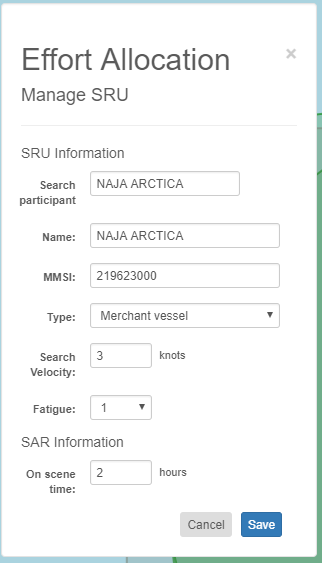 Effort Allocation ×
Manage SRU
SRU Information
Search participant NAJA ARCTICA
Name: NAJA ARCTICA
MMSI: 219623000
Type: Merchant vessel
Search Velocity: 3 knots
Fatigue: 1
SAR Information
On scene time: 2 hours
Cancel Save